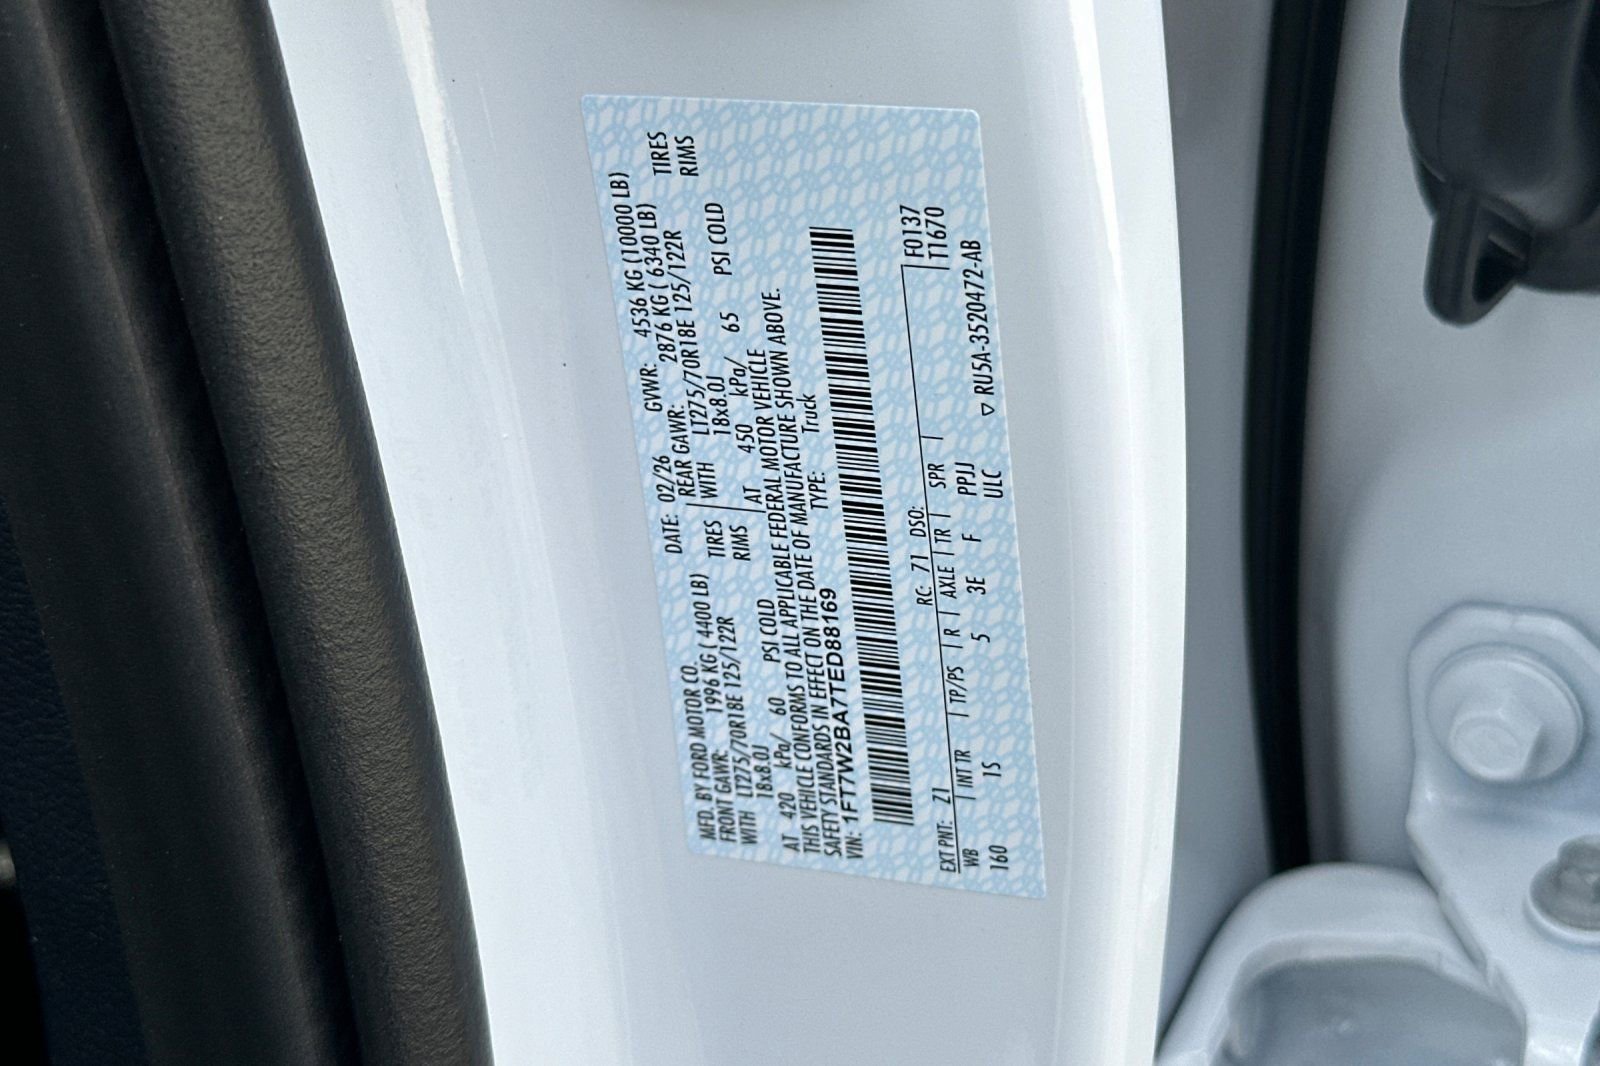 MFD. BY FORD MOTOR CO. DATE: 02/26 GVWR: 4536 KG (10000 LB)
FRONT GAWR: 1996 KG ( 4400 LB) REAR GAWR: 2876 KG ( 6340 LB)
WITH LT275/70R18E 125/122R TIRES WITH LT275/70R18E 125/122R TIRES
18x8.0J RIMS 18x8.0J RIMS
AT 420 kPa/ 60 PSI COLD AT 450 kPa/ 65 PSI COLD
THIS VEHICLE CONFORMS TO ALL APPLICABLE FEDERAL MOTOR VEHICLE
SAFETY STANDARDS IN EFFECT ON THE DATE OF MANUFACTURE SHOWN ABOVE.
VIN: 1FT7W2BA7TED88169 TYPE: Truck
F0137
EXT PNT: Z1 RC: 71 DSO: T1670
WB INT TR TP/PS R AXLE TR SPR
160 1S 5 3E F PPJJ ▽ RU5A-3520472-AB
ULC